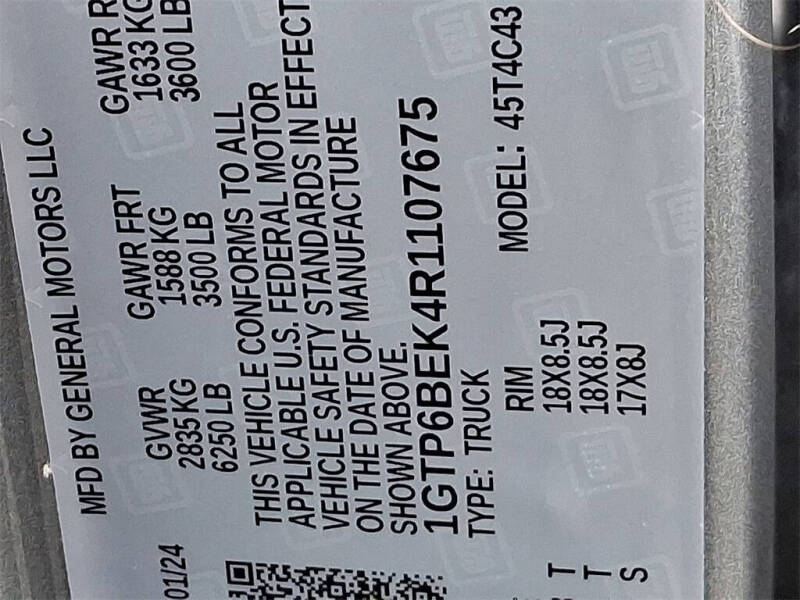 MFD BY GENERAL MOTORS LLC
01/24 GVWR GAWR FRT GAWR R
2835 KG 1588 KG 1633 KG
6250 LB 3500 LB 3600 LB
THIS VEHICLE CONFORMS TO ALL
APPLICABLE U.S. FEDERAL MOTOR
VEHICLE SAFETY STANDARDS IN EFFECT
ON THE DATE OF MANUFACTURE
SHOWN ABOVE.
1GTP6BEK4R1107675
TYPE: TRUCK MODEL: 45T4C43
RIM
T 18X8.5J
T 18X8.5J
S 17X8J